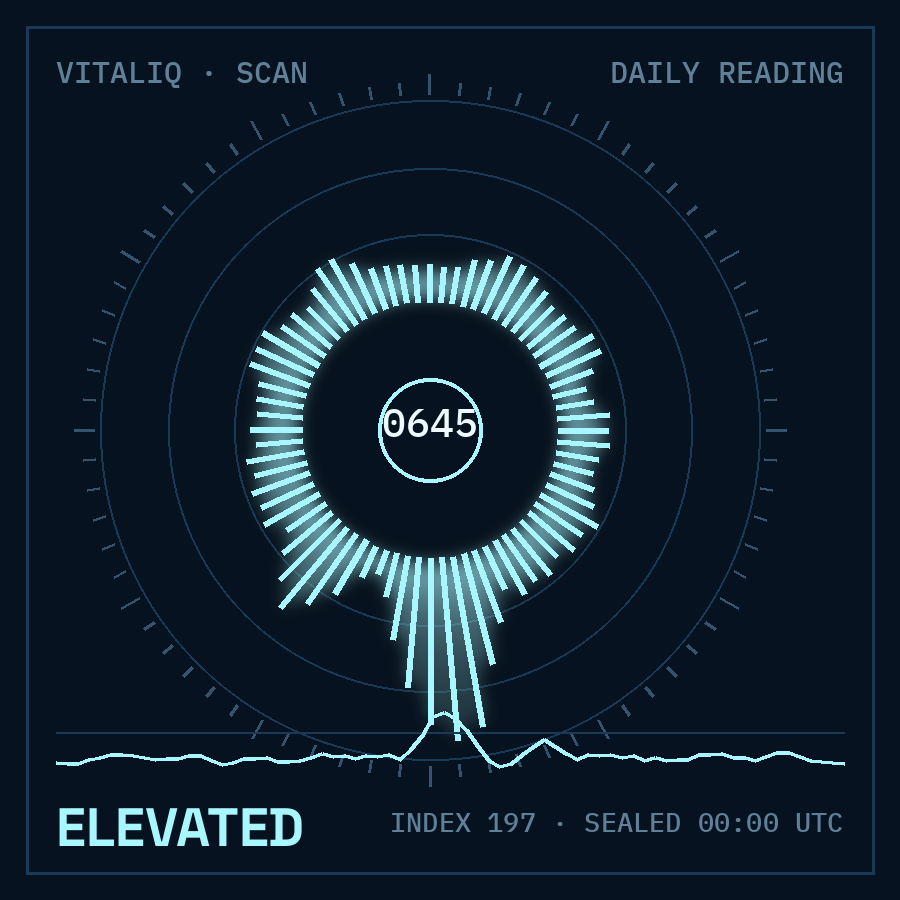 VITALIQ · SCAN
DAILY READING
0645
ELEVATED
INDEX 197 · SEALED 00:00 UTC